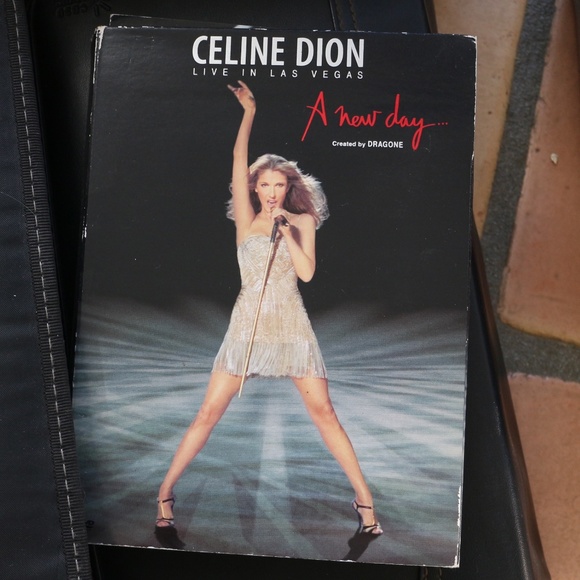 CELINE DION
LIVE IN LAS VEGAS
A new day...
Created by DRAGONE